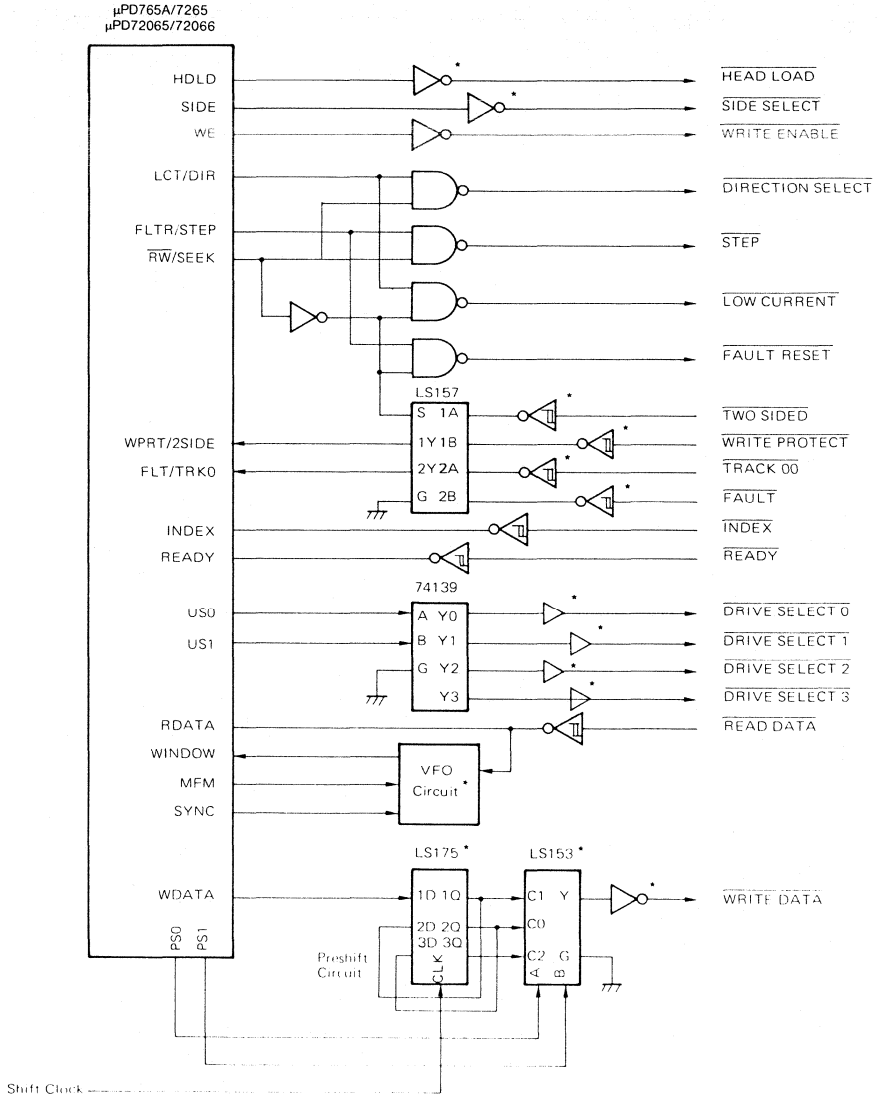 µPD765A/7265
µPD72065/72066
HDLD
*
HEAD LOAD
SIDE
*
SIDE SELECT
WE
WRITE ENABLE
LCT/DIR
DIRECTION SELECT
FLTR/STEP
STEP
RW/SEEK
LOW CURRENT
FAULT RESET
LS157
S 1A
*
TWO SIDED
WPRT/2SIDE
1Y 1B
*
WRITE PROTECT
FLT/TRK0
2Y 2A
*
TRACK 00
G 2B
*
FAULT
INDEX
INDEX
READY
READY
74139
US0
A Y0
*
DRIVE SELECT 0
US1
B Y1
*
DRIVE SELECT 1
G Y2
*
DRIVE SELECT 2
Y3
*
DRIVE SELECT 3
RDATA
READ DATA
WINDOW
VFO
Circuit *
MFM
SYNC
LS175 *
LS153 *
WDATA
1D 1Q
C1 Y
*
WRITE DATA
2D 2Q
C0
3D 3Q
C2 G
CLK
A B
PS0
PS1
Preshift
Circuit
Shift Clock